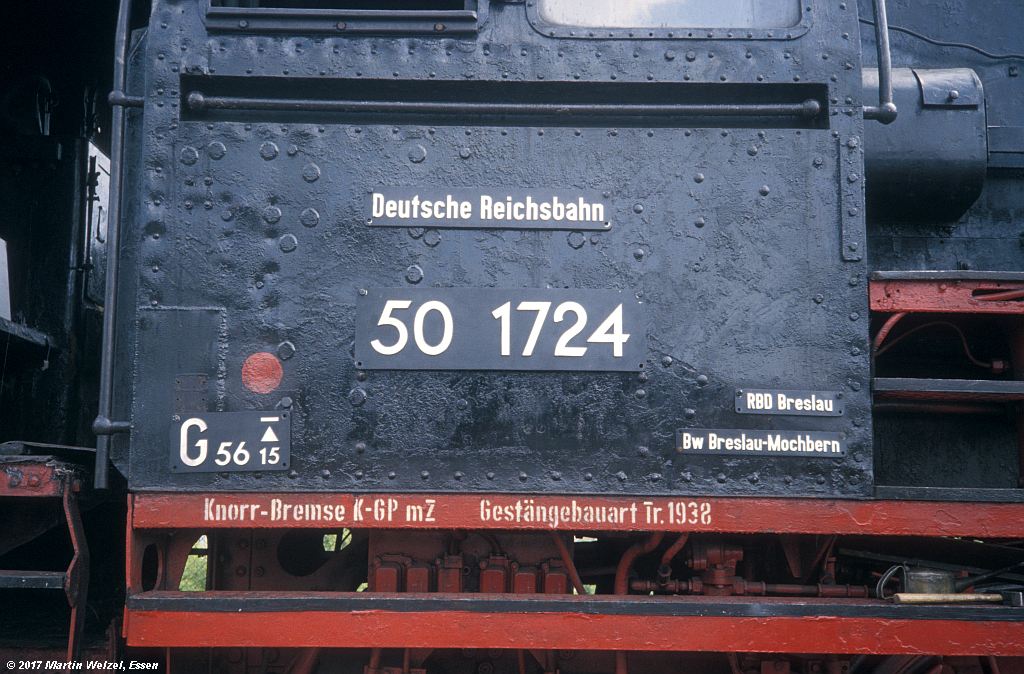 Deutsche Reichsbahn
50 1724
RBD Breslau
Bw Breslau-Mochbern
G 56 15
Knorr-Bremse K-GP mZ Gestängebauart Tr. 1938
© 2017 Martin Welzel, Essen